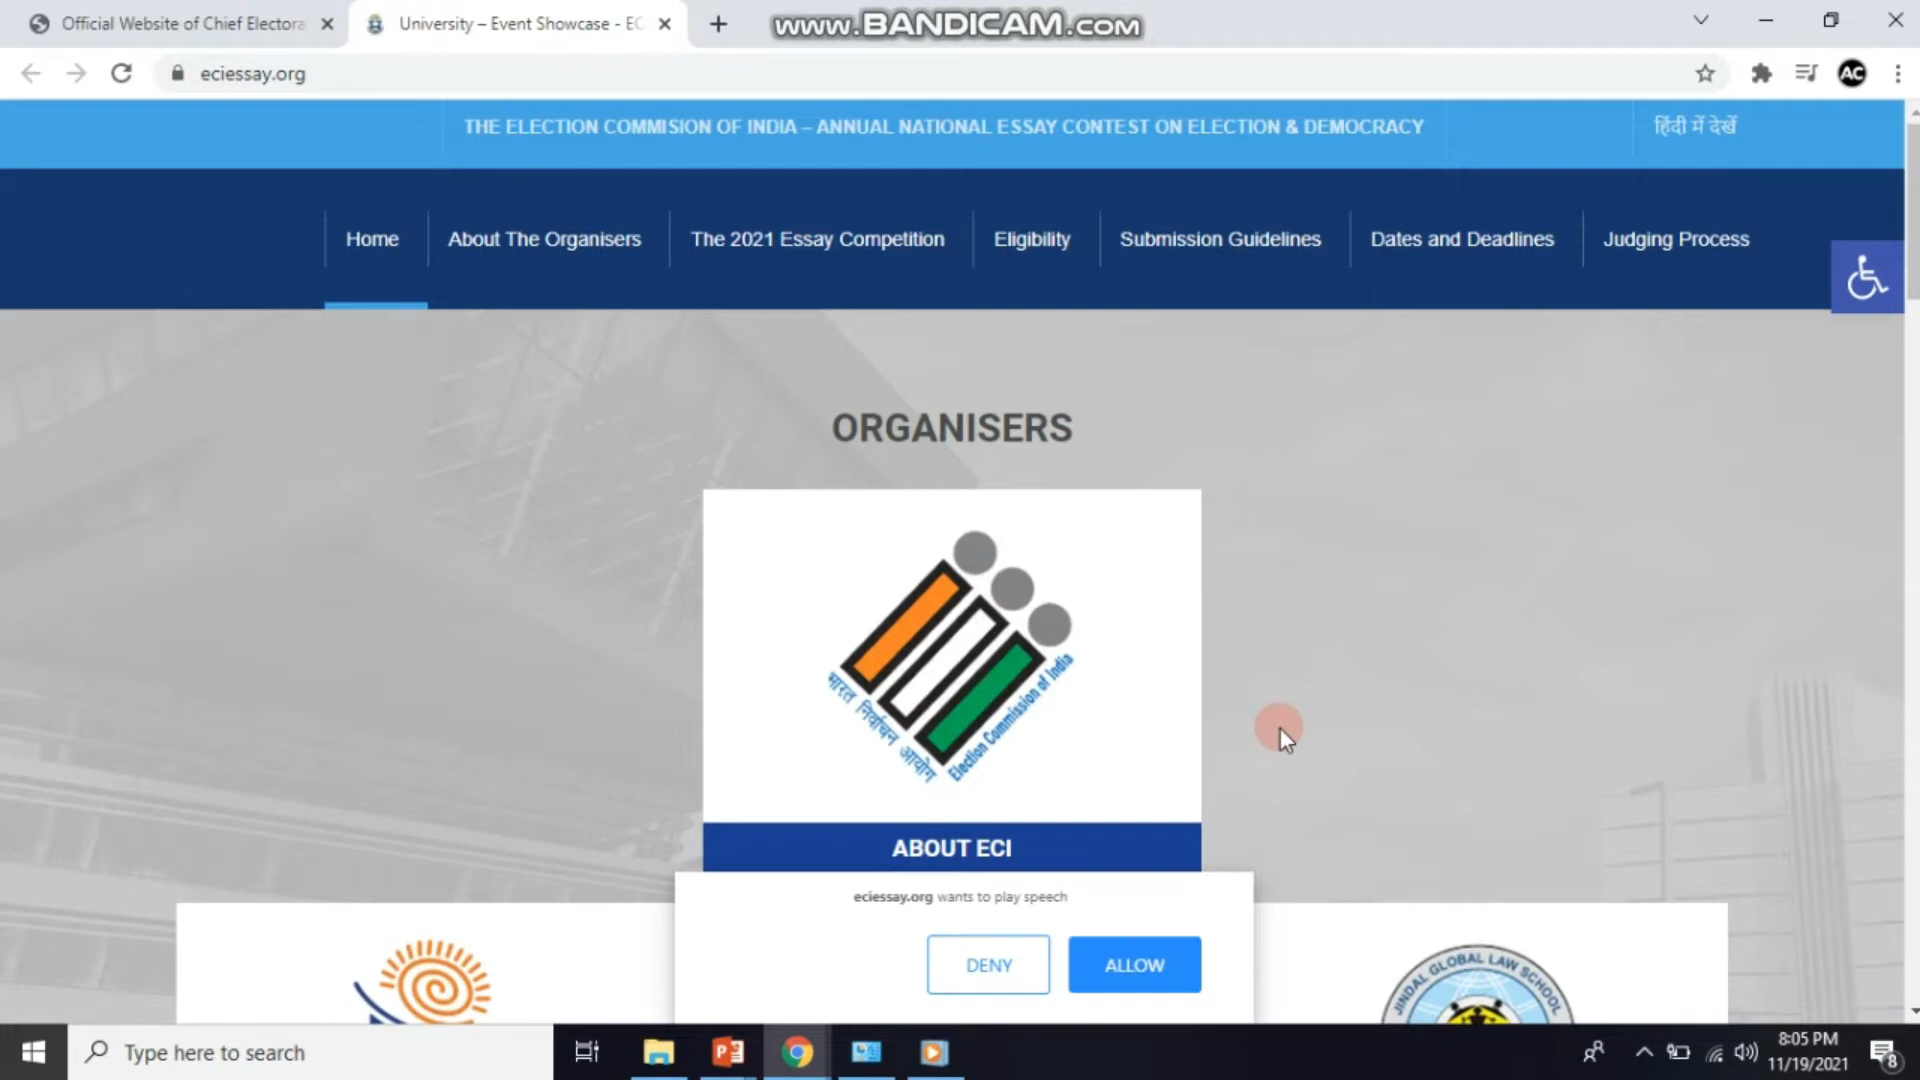 Official Website of Chief Electora
University – Event Showcase - EC
www.BANDICAM.com
eciessay.org
AC
THE ELECTION COMMISION OF INDIA – ANNUAL NATIONAL ESSAY CONTEST ON ELECTION & DEMOCRACY
हिंदी में देखें
Home
About The Organisers
The 2021 Essay Competition
Eligibility
Submission Guidelines
Dates and Deadlines
Judging Process
ORGANISERS
भारत निर्वाचन आयोग
Election Commission of India
ABOUT ECI
eciessay.org wants to play speech
DENY
ALLOW
JINDAL GLOBAL LAW SCHOOL
Type here to search
8:05 PM
11/19/2021
8